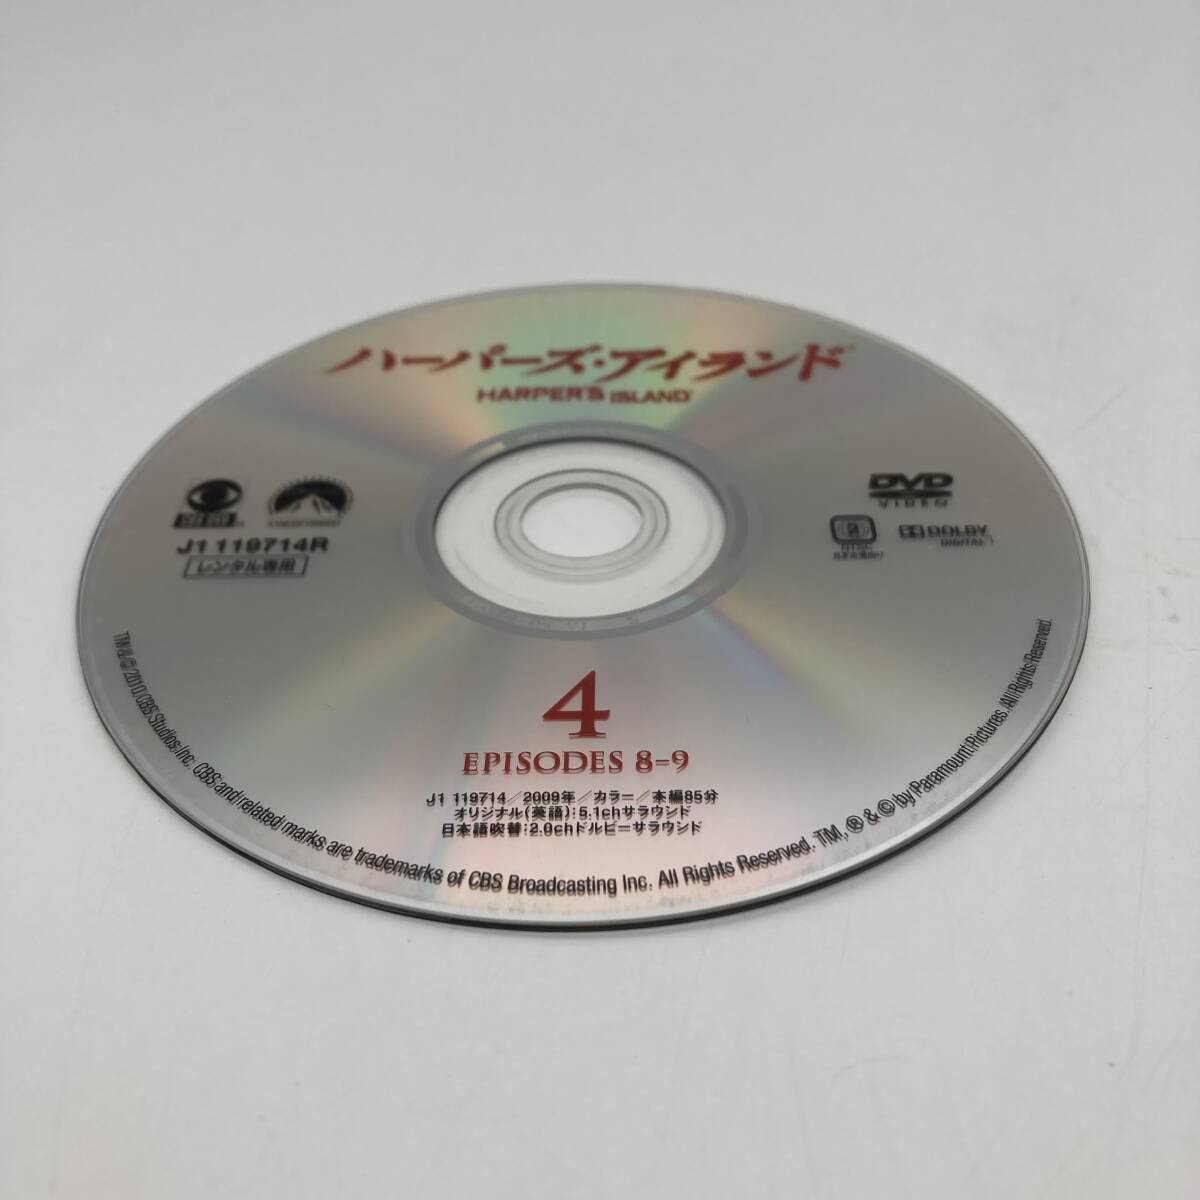 ハーパーズ・アイランド
HARPER'S ISLAND
DVD
VIDEO
DOLBY
DIGITAL
J1 119714R
レンタル専用
4
EPISODES 8-9
J1 119714/2009年/カラー/本編85分
オリジナル(英語):5.1chサラウンド
日本語吹替:2.0chドルビーサラウンド
TM & © 2010 CBS Studios Inc. CBS and related marks are trademarks of CBS Broadcasting Inc. All Rights Reserved. TM, ® & © by Paramount Pictures. All Rights Reserved.